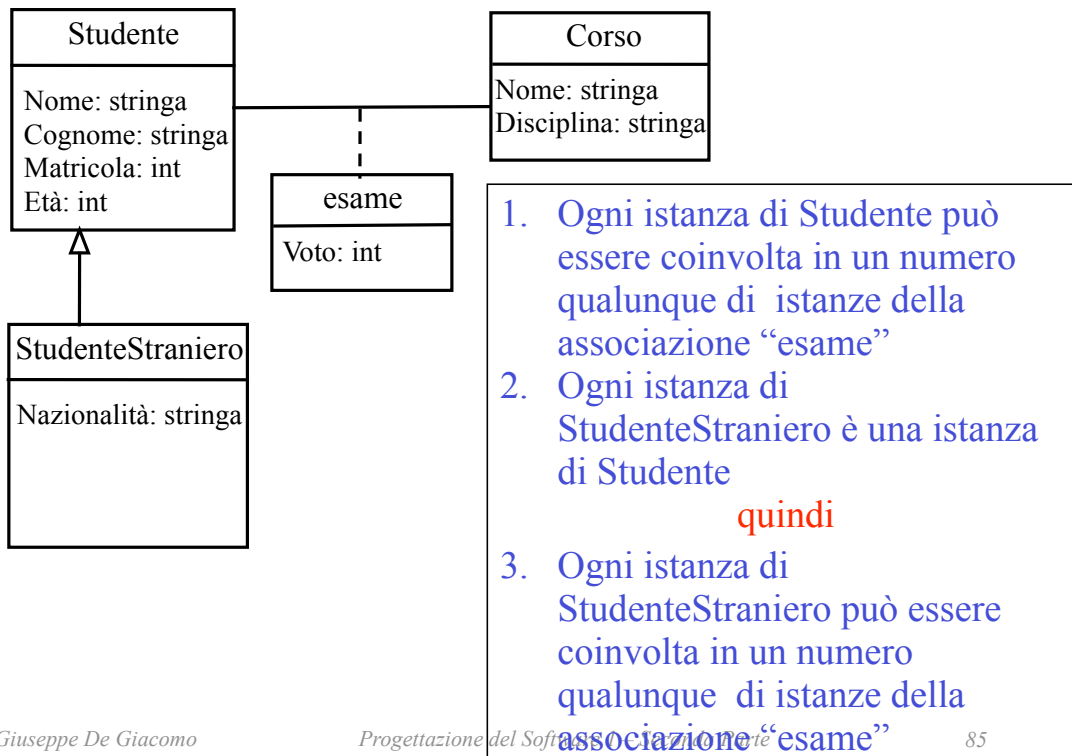 Studente
Nome: stringa
Cognome: stringa
Matricola: int
Età: int
Corso
Nome: stringa
Disciplina: stringa
esame
Voto: int
StudenteStraniero
Nazionalità: stringa
1. Ogni istanza di Studente può
essere coinvolta in un numero
qualunque di istanze della
associazione “esame”
2. Ogni istanza di
StudenteStraniero è una istanza
di Studente
quindi
3. Ogni istanza di
StudenteStraniero può essere
coinvolta in un numero
qualunque di istanze della
associazione “esame”
Giuseppe De Giacomo
Progettazione del Software 1 – Seconda Parte
85